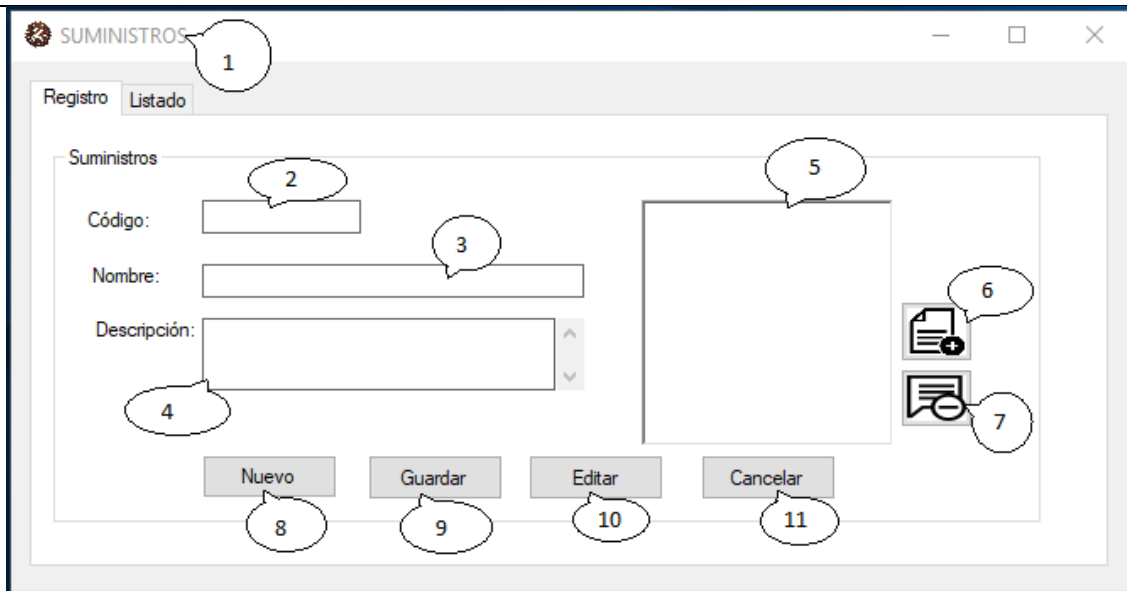 SUMINISTROS
1
Registro Listado
Suministros
2
5
Código:
3
Nombre:
6
Descripción:
4
7
Nuevo Guardar Editar Cancelar
8 9 10 11